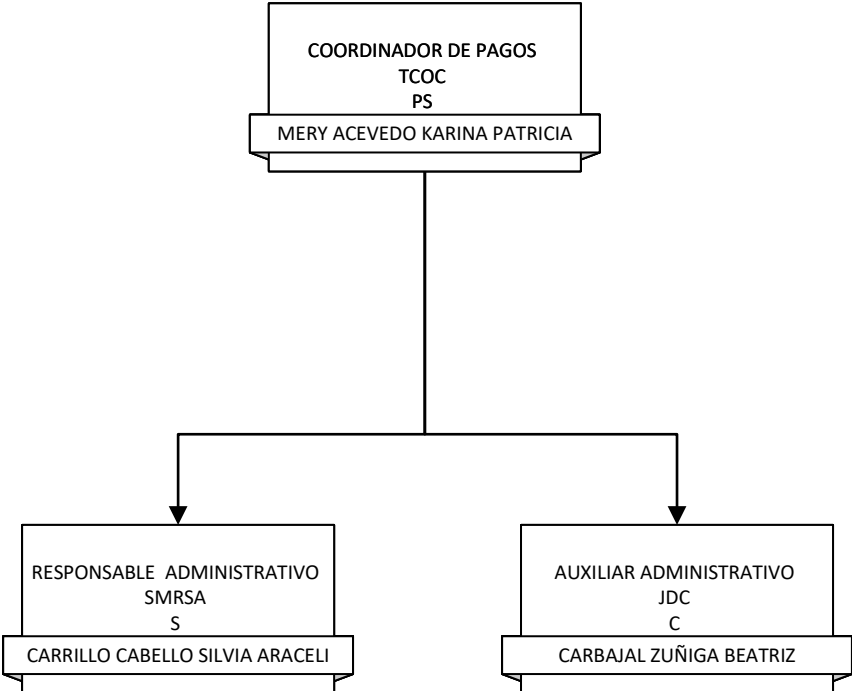 COORDINADOR DE PAGOS
TCOC
PS
MERY ACEVEDO KARINA PATRICIA
RESPONSABLE ADMINISTRATIVO
SMRSA
S
CARRILLO CABELLO SILVIA ARACELI
AUXILIAR ADMINISTRATIVO
JDC
C
CARBAJAL ZUÑIGA BEATRIZ